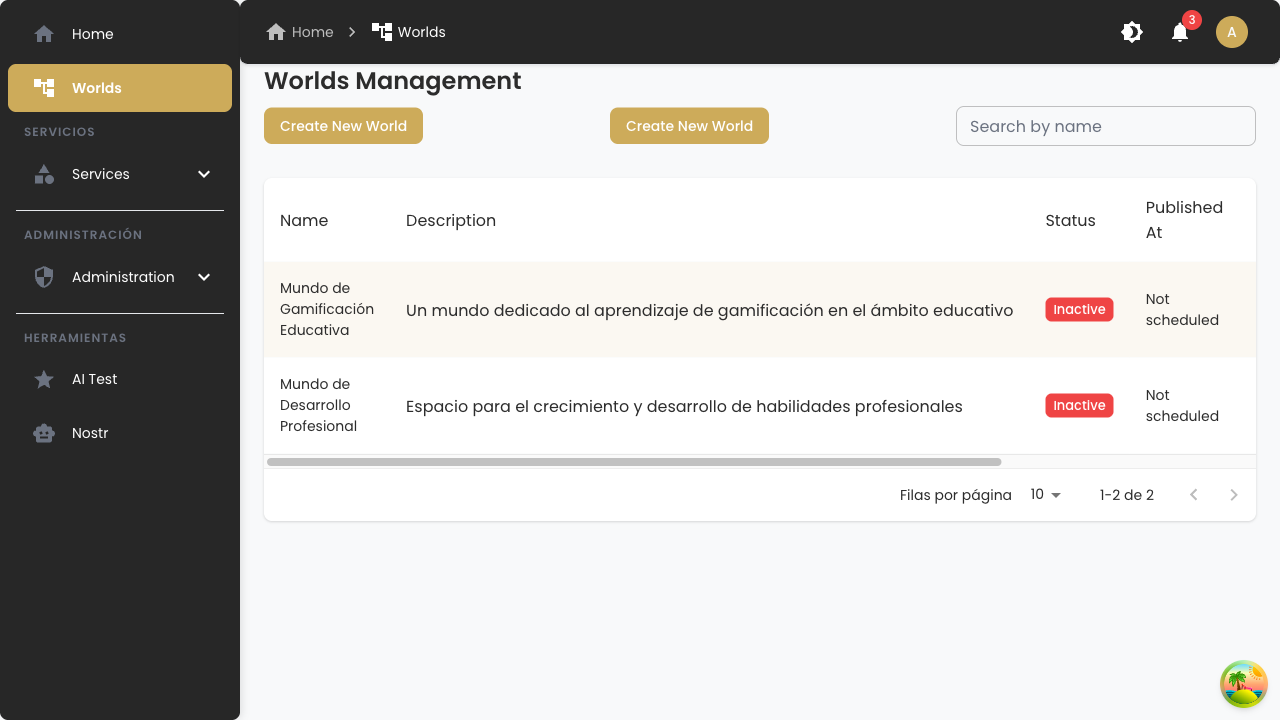 Home
Worlds
SERVICIOS
Services
ADMINISTRACIÓN
Administration
HERRAMIENTAS
AI Test
Nostr
Home
Worlds
3
A
Worlds Management
Create New World
Create New World
Search by name
Name
Description
Status
Published
At
Mundo de
Gamificación
Educativa
Un mundo dedicado al aprendizaje de gamificación en el ámbito educativo
Inactive
Not
scheduled
Mundo de
Desarrollo
Profesional
Espacio para el crecimiento y desarrollo de habilidades profesionales
Inactive
Not
scheduled
Filas por página
10
1-2 de 2